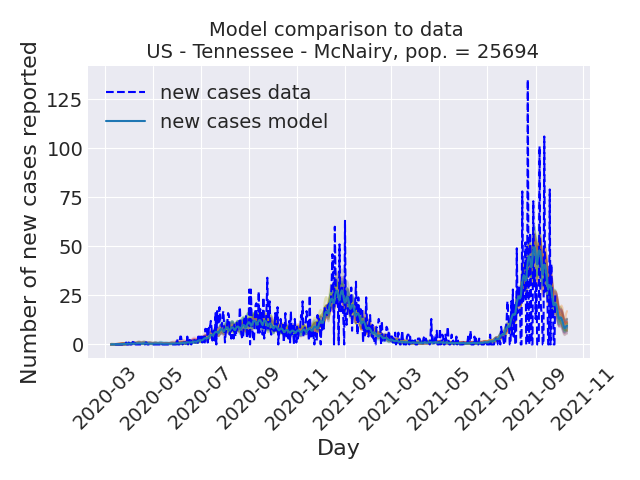 Model comparison to data
US - Tennessee - McNairy, pop. = 25694
Number of new cases reported
125
100
75
50
25
0
new cases data
new cases model
2020-03
2020-05
2020-07
2020-09
2020-11
2021-01
2021-03
2021-05
2021-07
2021-09
2021-11
Day